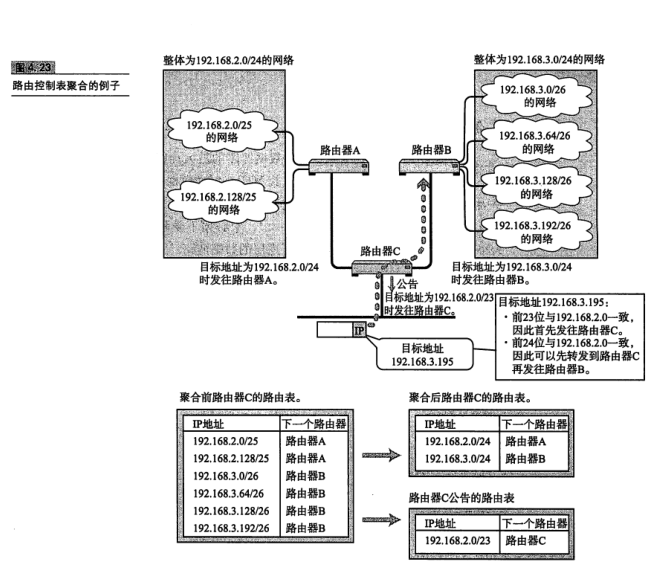 图4.23
路由控制表聚合的例子
整体为192.168.2.0/24的网络
整体为192.168.3.0/24的网络
192.168.2.0/25
的网络
192.168.2.128/25
的网络
路由器A
路由器B
192.168.3.0/26
的网络
192.168.3.64/26
的网络
192.168.3.128/26
的网络
192.168.3.192/26
的网络
路由器C
目标地址为192.168.2.0/24
时发往路由器A。
目标地址为192.168.3.0/24
时发往路由器B。
公告
目标地址为192.168.2.0/23
时发往路由器C。
IP
目标地址
192.168.3.195
目标地址192.168.3.195:
·前23位与192.168.2.0一致,
因此首先发往路由器C。
·前24位与192.168.2.0一致,
因此可以先转发到路由器C
再发往路由器B。
聚合前路由器C的路由表。
IP地址 下一个路由器
192.168.2.0/25 路由器A
192.168.2.128/25 路由器A
192.168.3.0/26 路由器B
192.168.3.64/26 路由器B
192.168.3.128/26 路由器B
192.168.3.192/26 路由器B
聚合后路由器C的路由表。
IP地址 下一个路由器
192.168.2.0/24 路由器A
192.168.3.0/24 路由器B
路由器C公告的路由表
IP地址 下一个路由器
192.168.2.0/23 路由器C